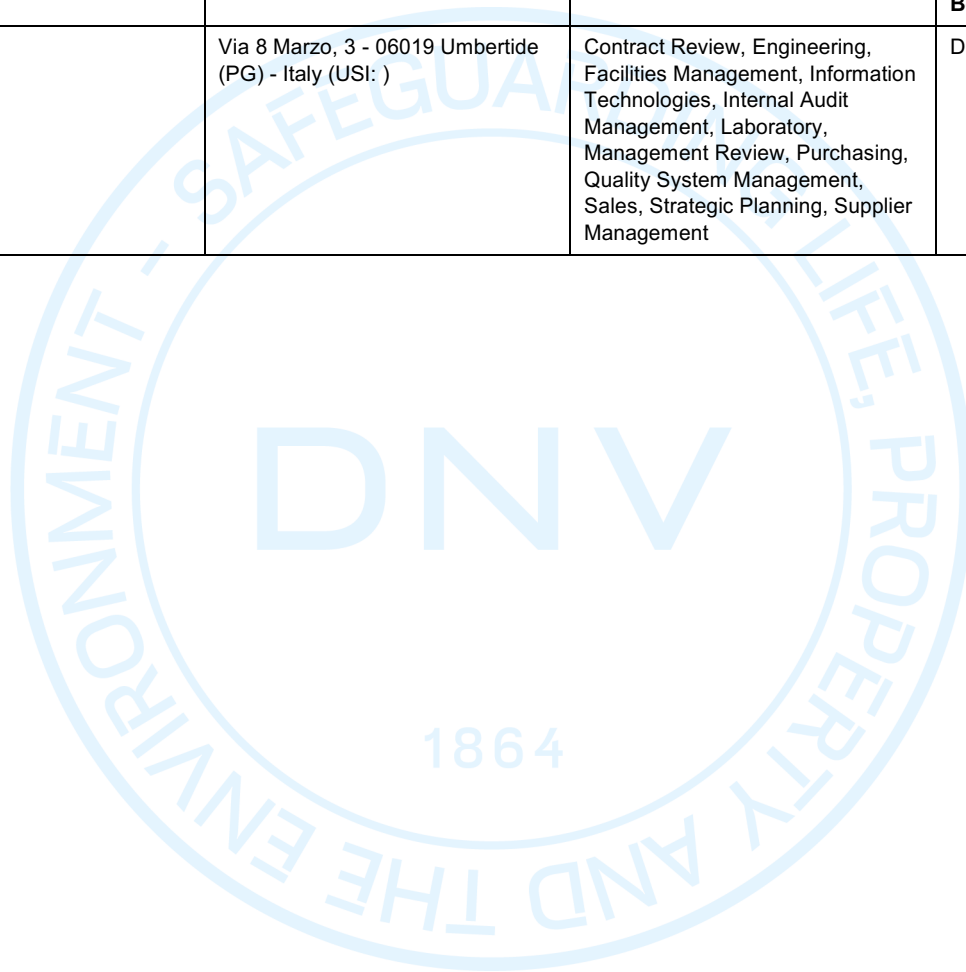 B
Via 8 Marzo, 3 - 06019 Umbertide
(PG) - Italy (USI: )
Contract Review, Engineering,
Facilities Management, Information
Technologies, Internal Audit
Management, Laboratory,
Management Review, Purchasing,
Quality System Management,
Sales, Strategic Planning, Supplier
Management
D
SAFEGUARDING LIFE, PROPERTY AND THE ENVIRONMENT -
DNV
1864